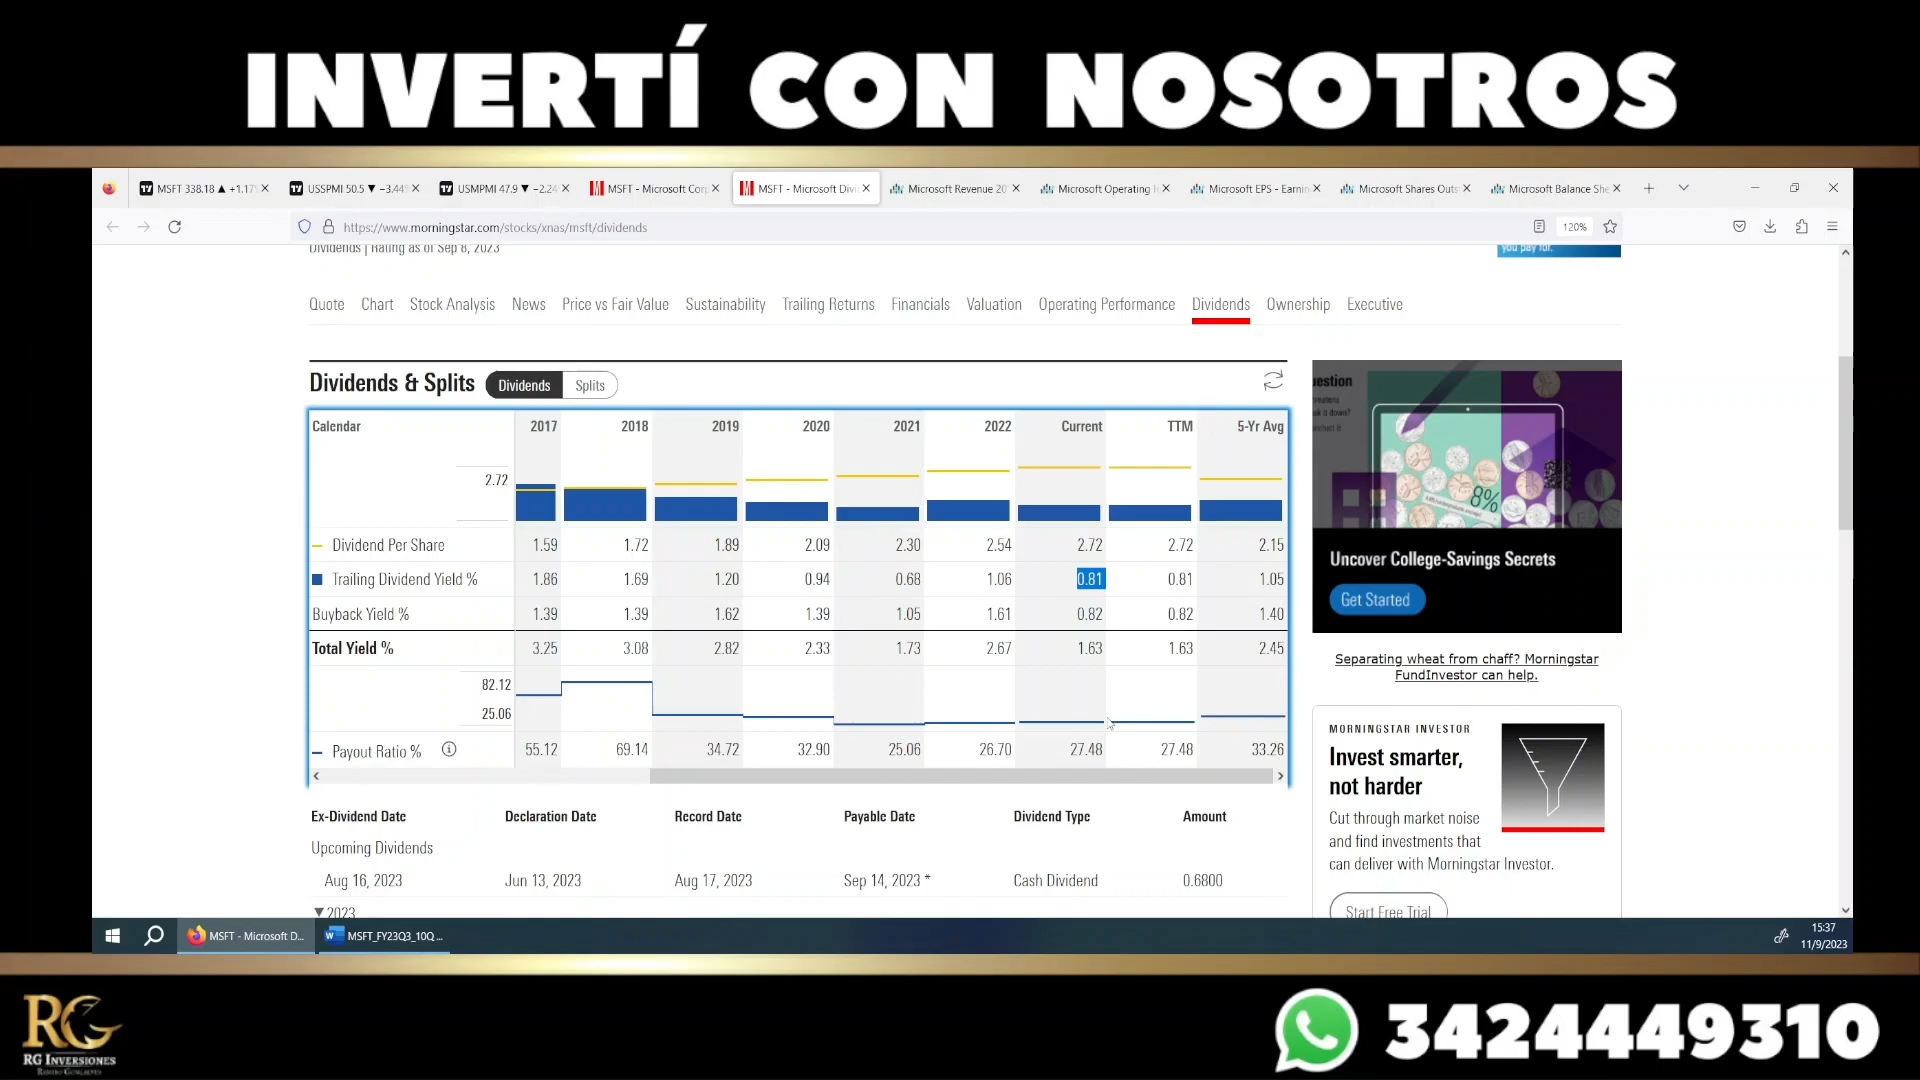 INVERTÍ CON NOSOTROS
MSFT 338.18 ▲ +1.17%
USSPMI 50.5 ▼ −3.44%
USMPMI 47.9 ▼ −2.24
MSFT - Microsoft Corp
MSFT - Microsoft Divi
Microsoft Revenue 20
Microsoft Operating I
Microsoft EPS - Earnin
Microsoft Shares Outs
Microsoft Balance She
https://www.morningstar.com/stocks/xnas/msft/dividends
120%
Dividends | Rating as of Sep 8, 2023
you pay for.
Quote Chart Stock Analysis News Price vs Fair Value Sustainability Trailing Returns Financials Valuation Operating Performance Dividends Ownership Executive
Dividends & Splits Dividends Splits
Calendar 2017 2018 2019 2020 2021 2022 Current TTM 5-Yr Avg
2.72
Dividend Per Share 1.59 1.72 1.89 2.09 2.30 2.54 2.72 2.72 2.15
Trailing Dividend Yield % 1.86 1.69 1.20 0.94 0.68 1.06 0.81 0.81 1.05
Buyback Yield % 1.39 1.39 1.62 1.39 1.05 1.61 0.82 0.82 1.40
Total Yield % 3.25 3.08 2.82 2.33 1.73 2.67 1.63 1.63 2.45
82.12
25.06
Payout Ratio % 55.12 69.14 34.72 32.90 25.06 26.70 27.48 27.48 33.26
Ex-Dividend Date Declaration Date Record Date Payable Date Dividend Type Amount
Upcoming Dividends
Aug 16, 2023 Jun 13, 2023 Aug 17, 2023 Sep 14, 2023 * Cash Dividend 0.6800
▼ 2023
8%
Uncover College-Savings Secrets
Get Started
Separating wheat from chaff? Morningstar
FundInvestor can help.
MORNINGSTAR INVESTOR
Invest smarter,
not harder
Cut through market noise
and find investments that
can deliver with Morningstar Investor.
Start Free Trial
MSFT - Microsoft D...
MSFT_FY23Q3_10Q ...
15:37
11/9/2023
RG
RG INVERSIONES
3424449310